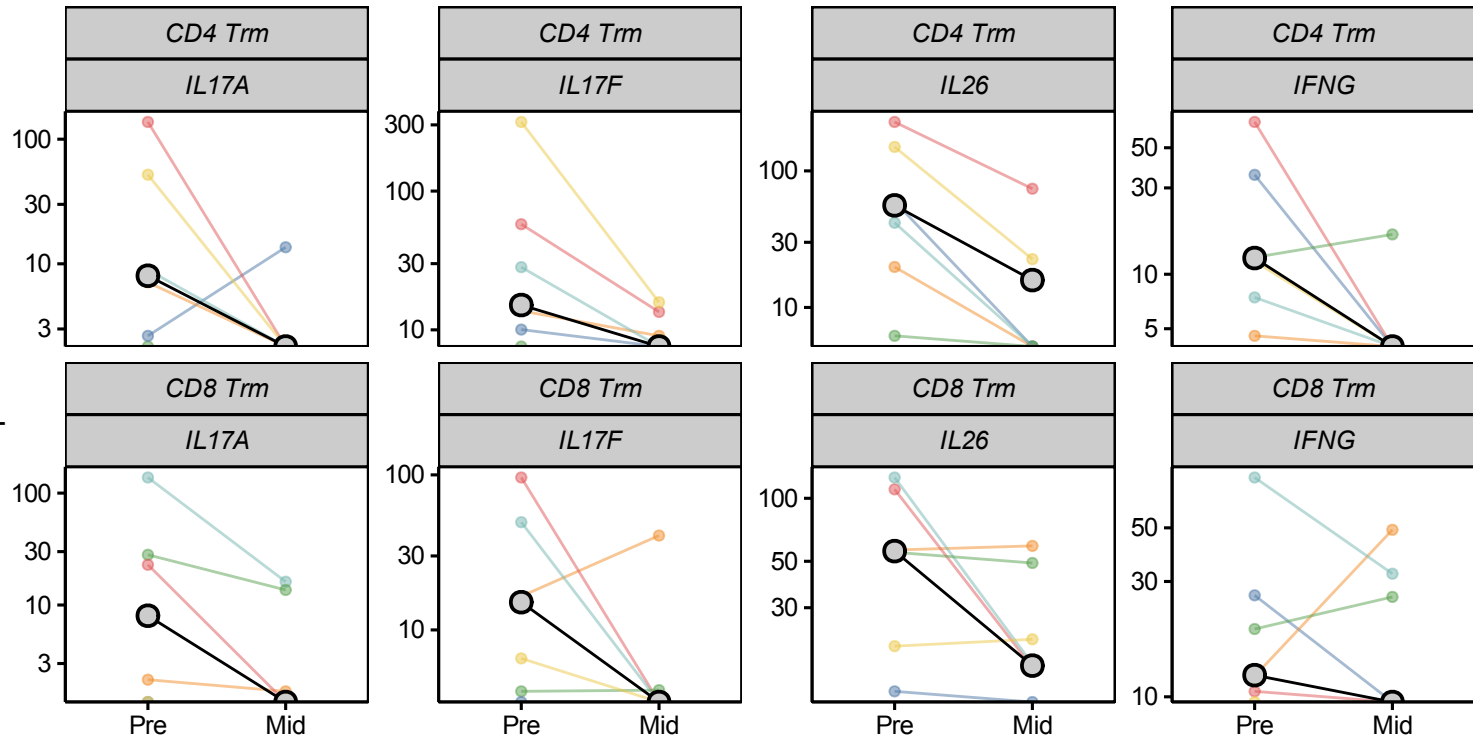 CD4 Trm CD4 Trm CD4 Trm CD4 Trm
IL17A IL17F IL26 IFNG
100 300 100 50
30 100 30 30
10 30 10 10
3 10 5
CD8 Trm CD8 Trm CD8 Trm CD8 Trm
IL17A IL17F IL26 IFNG
100 100 100 50
30 30 50 30
10 10 30 10
3
Pre Mid Pre Mid Pre Mid Pre Mid